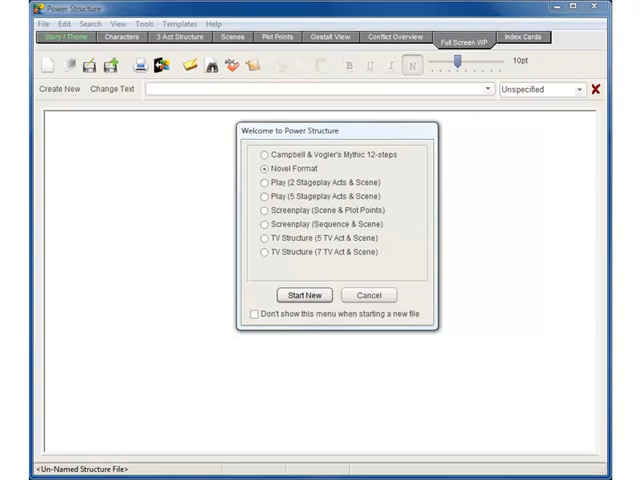 Power Structure
File Edit Search View Tools Templates Help
Story / Theme Characters 3 Act Structure Scenes Plot Points Gestalt View Conflict Overview Full Screen WP Index Cards
B U I N 10pt
Create New Change Text Unspecified
Welcome to Power Structure
Campbell & Vogler's Mythic 12-steps
Novel Format
Play (2 Stageplay Acts & Scene)
Play (5 Stageplay Acts & Scene)
Screenplay (Scene & Plot Points)
Screenplay (Sequence & Scene)
TV Structure (5 TV Act & Scene)
TV Structure (7 TV Act & Scene)
Start New Cancel
Don't show this menu when starting a new file
<Un-Named Structure File>